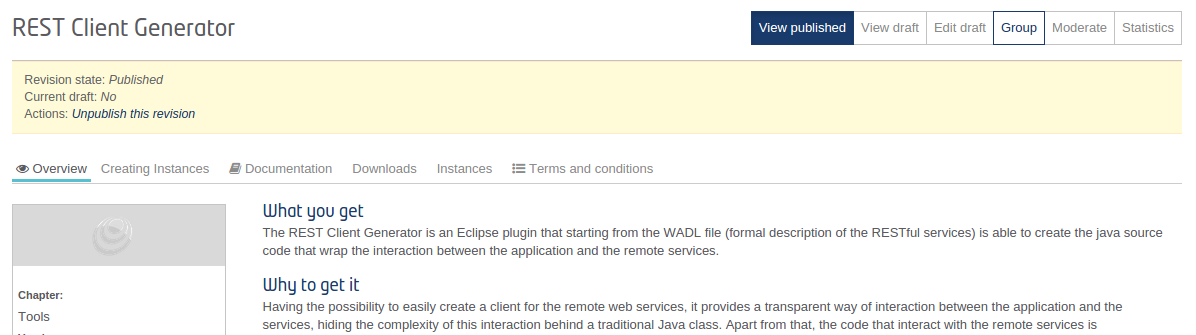 REST Client Generator
View published View draft Edit draft Group Moderate Statistics
Revision state: Published
Current draft: No
Actions: Unpublish this revision
Overview Creating Instances Documentation Downloads Instances Terms and conditions
What you get
The REST Client Generator is an Eclipse plugin that starting from the WADL file (formal description of the RESTful services) is able to create the java source
code that wrap the interaction between the application and the remote services.
Why to get it
Having the possibility to easily create a client for the remote web services, it provides a transparent way of interaction between the application and the
services, hiding the complexity of this interaction behind a traditional Java class. Apart from that, the code that interact with the remote services is
Chapter:
Tools